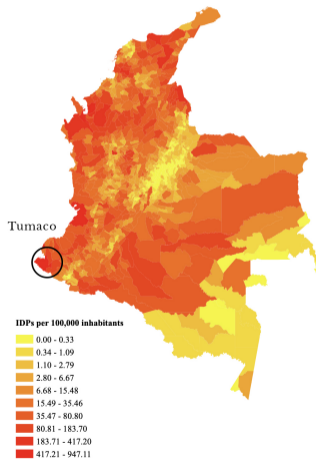 Tumaco
IDPs per 100,000 inhabitants
0.00 - 0.33
0.34 - 1.09
1.10 - 2.79
2.80 - 6.67
6.68 - 15.48
15.49 - 35.46
35.47 - 80.80
80.81 - 183.70
183.71 - 417.20
417.21 - 947.11